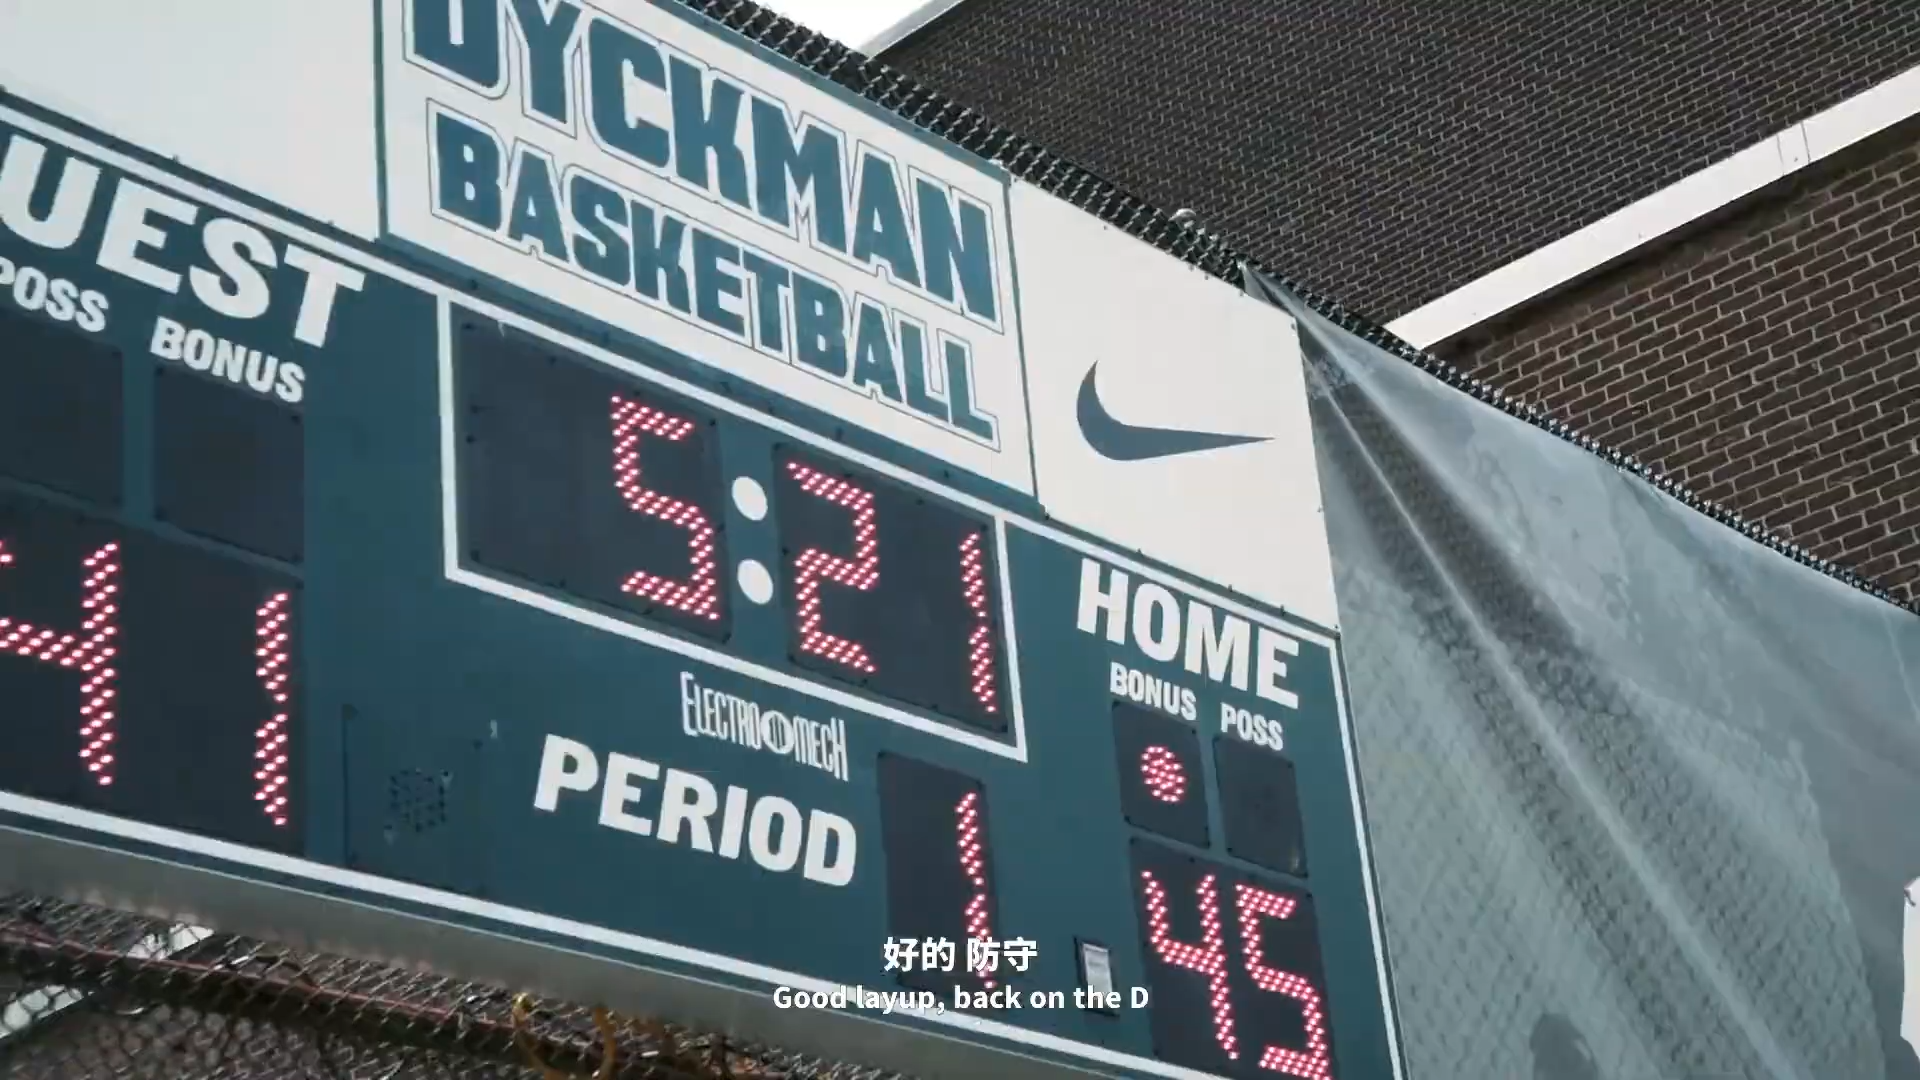 DYCKMAN
BASKETBALL
UEST
POSS BONUS
5:21
HOME
BONUS POSS
41
ELECTRO MECH
PERIOD 1
45
好的 防守
Good layup, back on the D